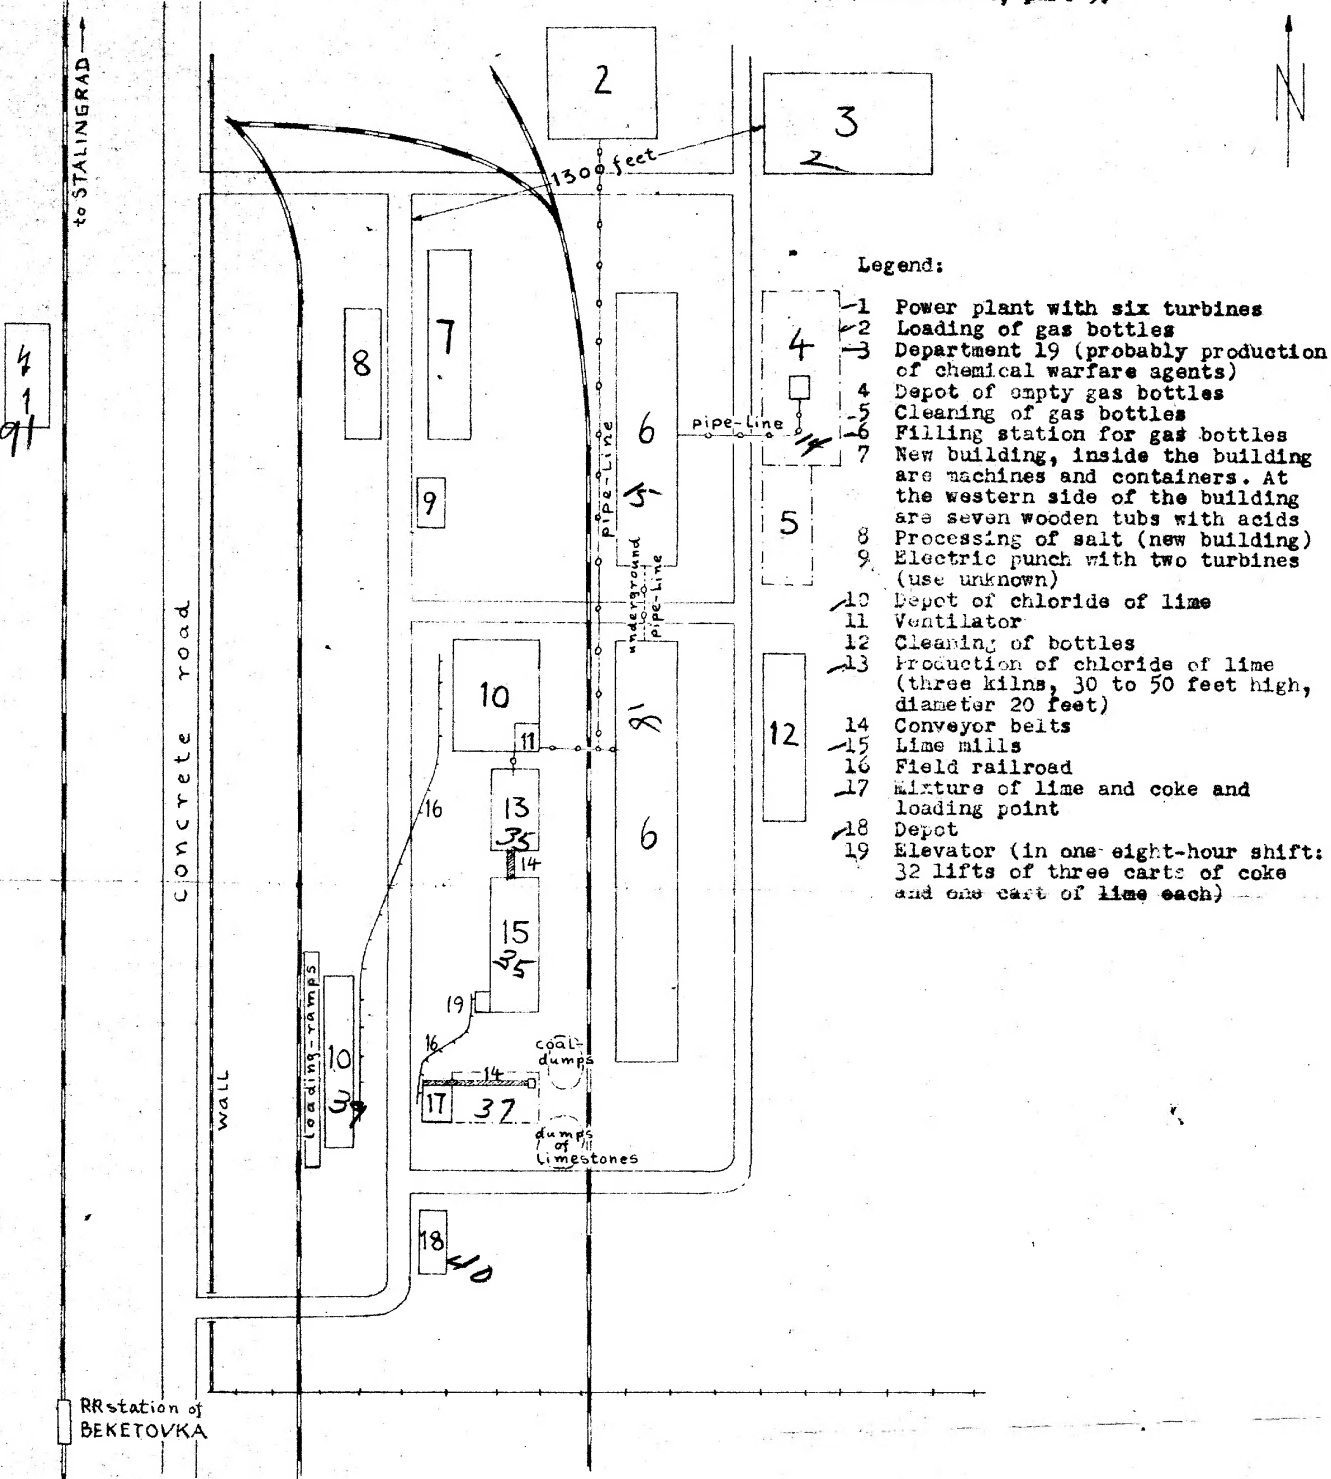 to STALINGRAD
N
2
3
2
1300 feet
Legend:
1 Power plant with six turbines
2 Loading of gas bottles
3 Department 19 (probably production
of chemical warfare agents)
4 Depot of empty gas bottles
5 Cleaning of gas bottles
6 Filling station for gas bottles
7 New building, inside the building
are machines and containers. At
the western side of the building
are seven wooden tubs with acids
8 Processing of salt (new building)
9 Electric punch with two turbines
(use unknown)
10 Depot of chloride of lime
11 Ventilator
12 Cleaning of bottles
13 Production of chloride of lime
(three kilns, 30 to 50 feet high,
diameter 20 feet)
14 Conveyor belts
15 Lime mills
16 Field railroad
17 Mixture of lime and coke and
loading point
18 Depot
19 Elevator (in one eight-hour shift:
32 lifts of three carts of coke
and one cart of lime each)
1
8
7
9
6
4
pipe-line
14
5
5
pipe-Line
underground
pipe-Line
concrete road
10
11
12
16
13
35
14
6
15
35
19
16
coal-
dumps
14
17
37
dumps
of
Limestones
loading-ramps
10
wall
18
40
RRstation of
BEKETOVKA